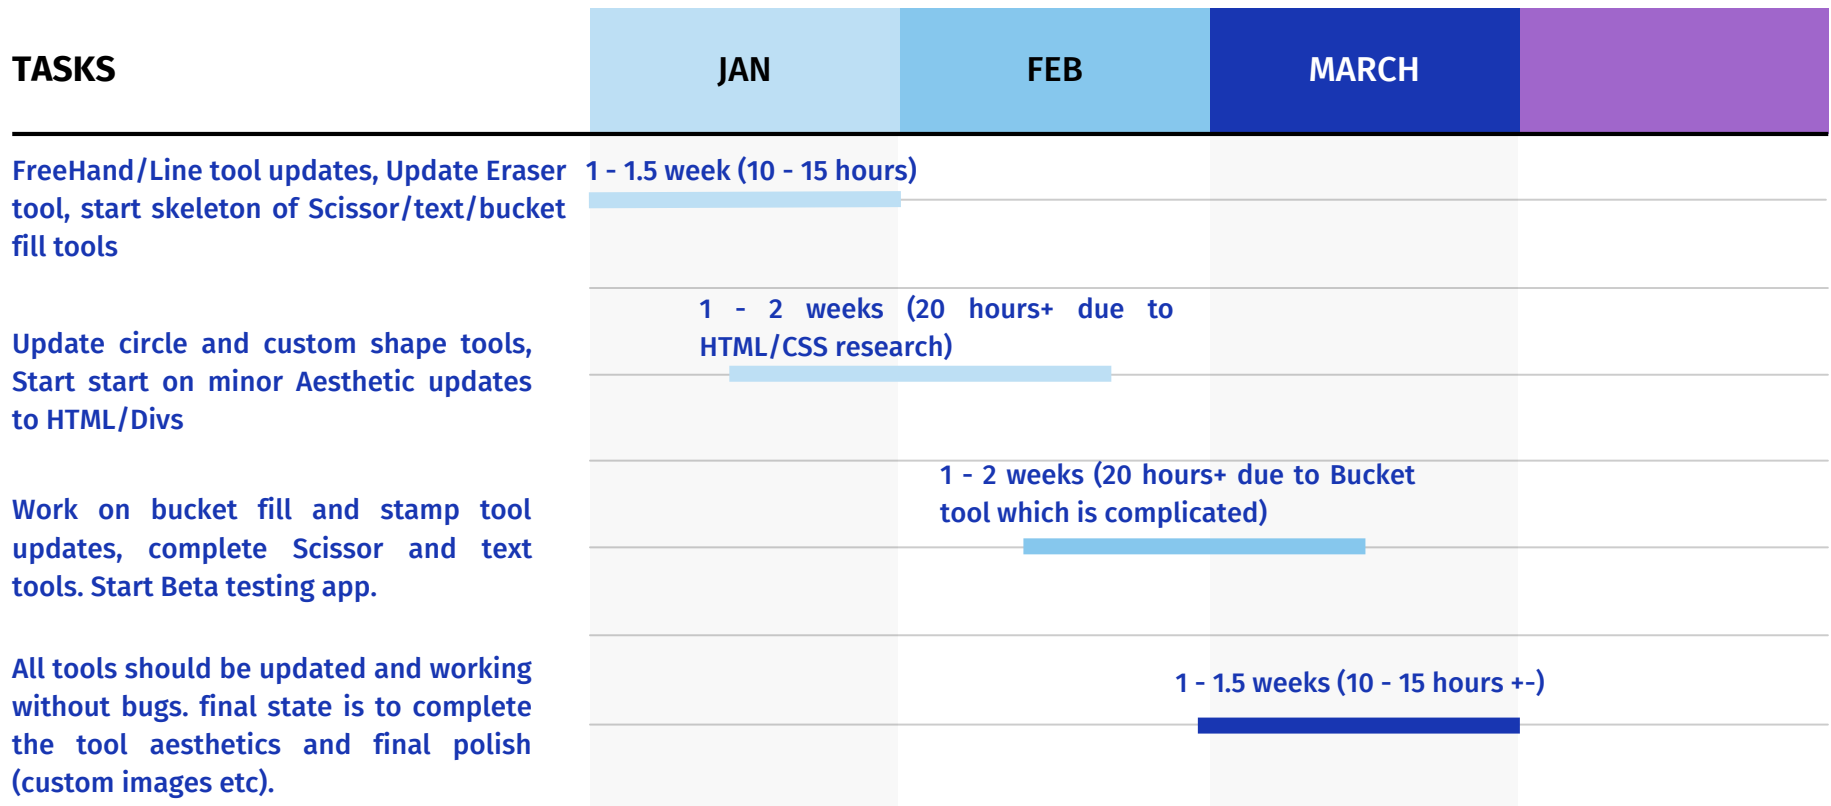 TASKS
JAN
FEB
MARCH
FreeHand/Line tool updates, Update Eraser
tool, start skeleton of Scissor/text/bucket
fill tools
1 - 1.5 week (10 - 15 hours)
1 - 2 weeks (20 hours+ due to
HTML/CSS research)
Update circle and custom shape tools,
Start start on minor Aesthetic updates
to HTML/Divs
1 - 2 weeks (20 hours+ due to Bucket
tool which is complicated)
Work on bucket fill and stamp tool
updates, complete Scissor and text
tools. Start Beta testing app.
All tools should be updated and working
without bugs. final state is to complete
the tool aesthetics and final polish
(custom images etc).
1 - 1.5 weeks (10 - 15 hours +-)